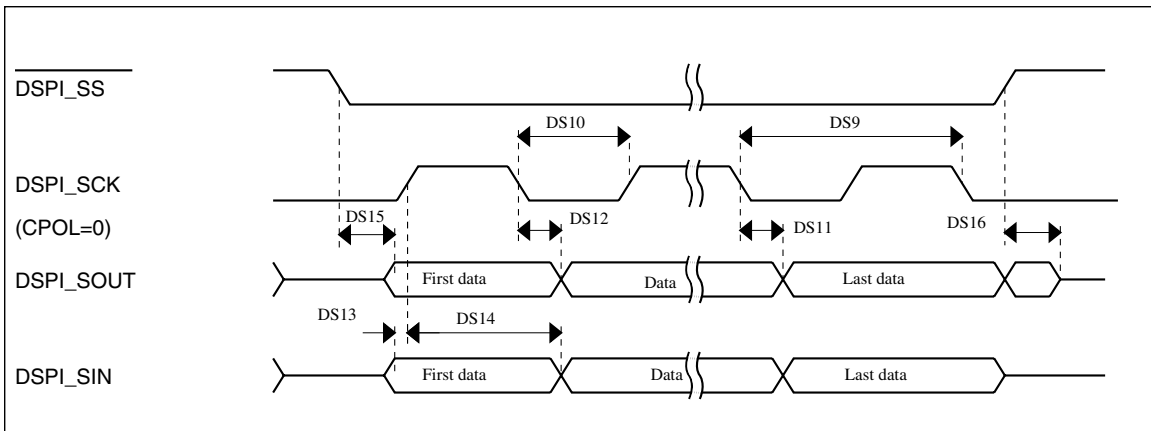 DSPI_SS
DS10
DS9
DSPI_SCK
(CPOL=0)
DS15
DS12
DS11
DS16
DSPI_SOUT
First data
Data
Last data
DS13
DS14
DSPI_SIN
First data
Data
Last data